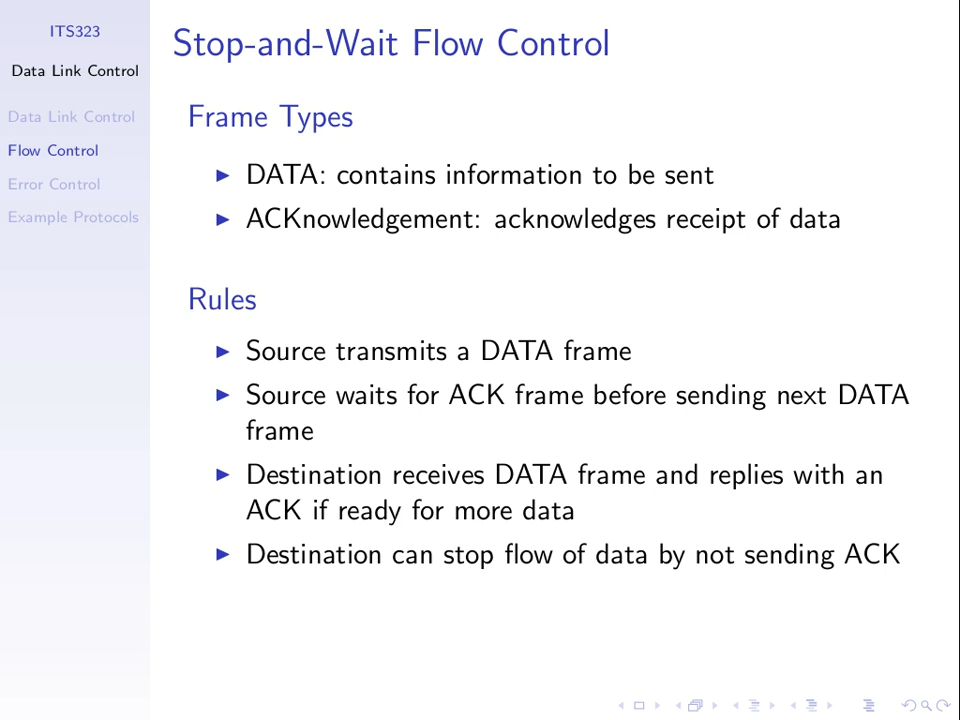 ITS323
Data Link Control
Data Link Control
Flow Control
Error Control
Example Protocols
Stop-and-Wait Flow Control
Frame Types
DATA: contains information to be sent
ACKnowledgement: acknowledges receipt of data
Rules
Source transmits a DATA frame
Source waits for ACK frame before sending next DATA
frame
Destination receives DATA frame and replies with an
ACK if ready for more data
Destination can stop flow of data by not sending ACK